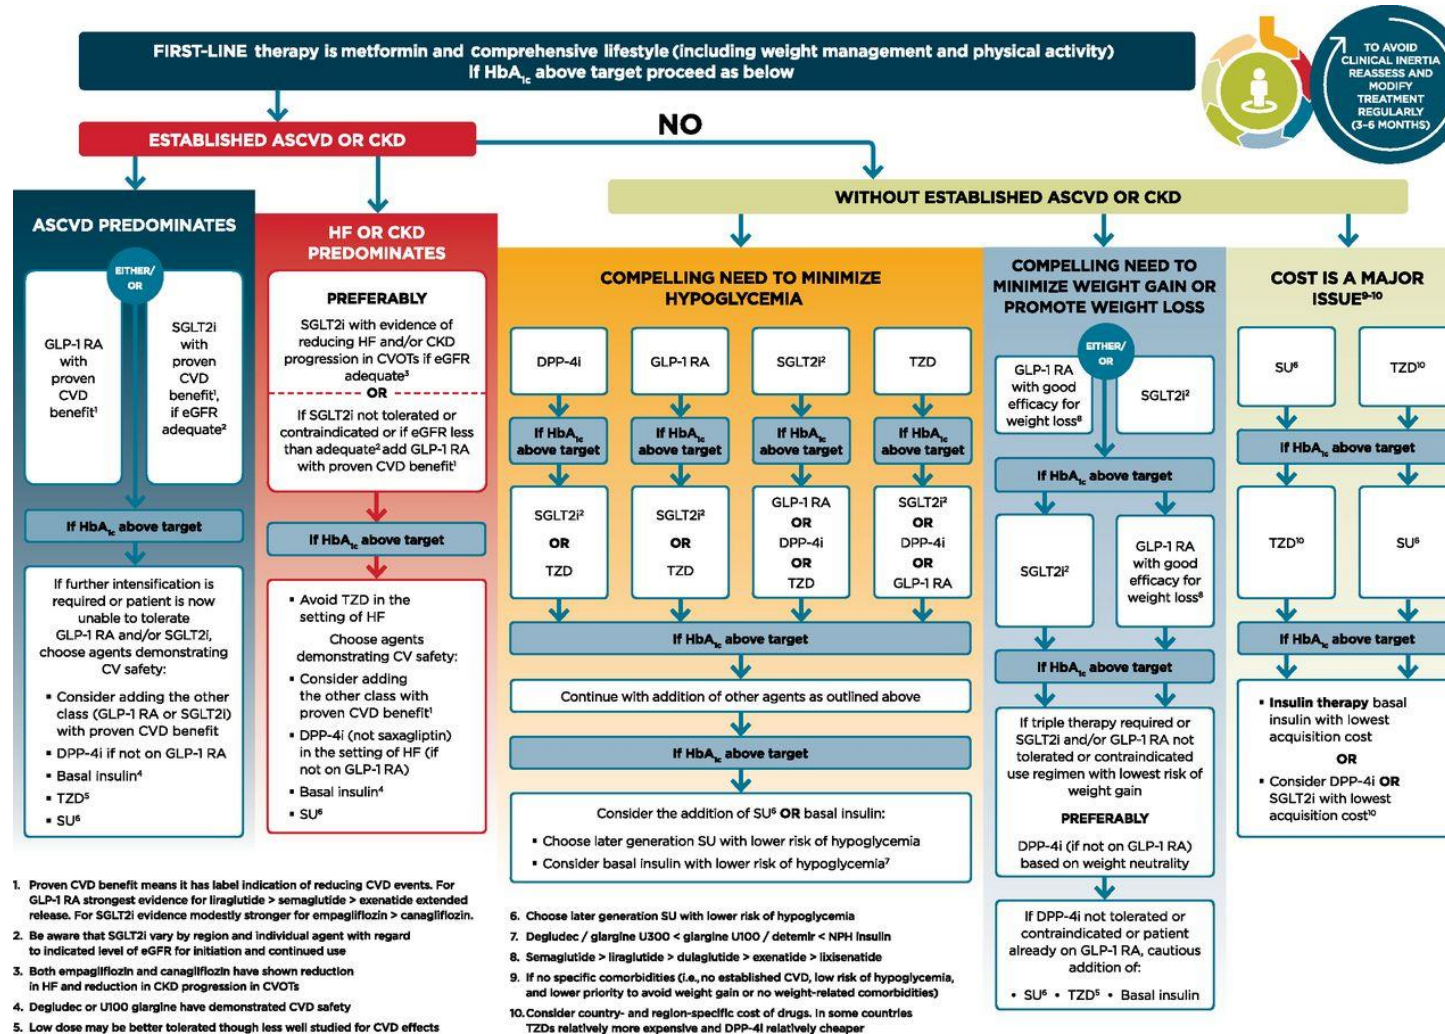 FIRST-LINE therapy is metformin and comprehensive lifestyle (including weight management and physical activity)
If HbA1c above target proceed as below
TO AVOID
CLINICAL INERTIA
REASSESS AND
MODIFY
TREATMENT
REGULARLY
(3-6 MONTHS)
ESTABLISHED ASCVD OR CKD
NO
WITHOUT ESTABLISHED ASCVD OR CKD
ASCVD PREDOMINATES
EITHER/
OR
GLP-1 RA
with
proven
CVD
benefit¹
SGLT2i
with
proven
CVD
benefit¹,
if eGFR
adequate²
If HbA1c above target
If further intensification is
required or patient is now
unable to tolerate
GLP-1 RA and/or SGLT2i,
choose agents demonstrating
CV safety:
▪ Consider adding the other
class (GLP-1 RA or SGLT2i)
with proven CVD benefit
▪ DPP-4i if not on GLP-1 RA
▪ Basal insulin⁴
▪ TZD⁵
▪ SU⁶
HF OR CKD
PREDOMINATES
PREFERABLY
SGLT2i with evidence of
reducing HF and/or CKD
progression in CVOTs if eGFR
adequate³
OR
If SGLT2i not tolerated or
contraindicated or if eGFR less
than adequate² add GLP-1 RA
with proven CVD benefit¹
If HbA1c above target
▪ Avoid TZD in the
setting of HF
Choose agents
demonstrating CV safety:
▪ Consider adding
the other class with
proven CVD benefit¹
▪ DPP-4i (not saxagliptin)
in the setting of HF (if
not on GLP-1 RA)
▪ Basal insulin⁴
▪ SU⁶
COMPELLING NEED TO MINIMIZE
HYPOGLYCEMIA
DPP-4i
GLP-1 RA
SGLT2i²
TZD
If HbA1c
above target
If HbA1c
above target
If HbA1c
above target
If HbA1c
above target
SGLT2i²
OR
TZD
SGLT2i²
OR
TZD
GLP-1 RA
OR
DPP-4i
OR
TZD
SGLT2i²
OR
DPP-4i
OR
GLP-1 RA
If HbA1c above target
Continue with addition of other agents as outlined above
If HbA1c above target
Consider the addition of SU⁶ OR basal insulin:
▪ Choose later generation SU with lower risk of hypoglycemia
▪ Consider basal insulin with lower risk of hypoglycemia⁷
COMPELLING NEED TO
MINIMIZE WEIGHT GAIN OR
PROMOTE WEIGHT LOSS
EITHER/
OR
GLP-1 RA
with good
efficacy for
weight loss⁸
SGLT2i²
If HbA1c above target
SGLT2i²
GLP-1 RA
with good
efficacy for
weight loss⁸
If HbA1c above target
If triple therapy required or
SGLT2i and/or GLP-1 RA not
tolerated or contraindicated
use regimen with lowest risk of
weight gain
PREFERABLY
DPP-4i (if not on GLP-1 RA)
based on weight neutrality
If DPP-4i not tolerated or
contraindicated or patient
already on GLP-1 RA, cautious
addition of:
• SU⁶ • TZD⁵ • Basal insulin
COST IS A MAJOR
ISSUE⁹⁻¹⁰
SU⁶
TZD¹⁰
If HbA1c above target
TZD¹⁰
SU⁶
If HbA1c above target
▪ Insulin therapy basal
insulin with lowest
acquisition cost
OR
▪ Consider DPP-4i OR
SGLT2i with lowest
acquisition cost¹⁰
1. Proven CVD benefit means it has label indication of reducing CVD events. For
GLP-1 RA strongest evidence for liraglutide > semaglutide > exenatide extended
release. For SGLT2i evidence modestly stronger for empagliflozin > canagliflozin.
2. Be aware that SGLT2i vary by region and individual agent with regard
to indicated level of eGFR for initiation and continued use
3. Both empagliflozin and canagliflozin have shown reduction
in HF and reduction in CKD progression in CVOTs
4. Degludec or U100 glargine have demonstrated CVD safety
5. Low dose may be better tolerated though less well studied for CVD effects
6. Choose later generation SU with lower risk of hypoglycemia
7. Degludec / glargine U300 < glargine U100 / detemir < NPH insulin
8. Semaglutide > liraglutide > dulaglutide > exenatide > lixisenatide
9. If no specific comorbidities (i.e., no established CVD, low risk of hypoglycemia,
and lower priority to avoid weight gain or no weight-related comorbidities)
10. Consider country- and region-specific cost of drugs. In some countries
TZDs relatively more expensive and DPP-4i relatively cheaper